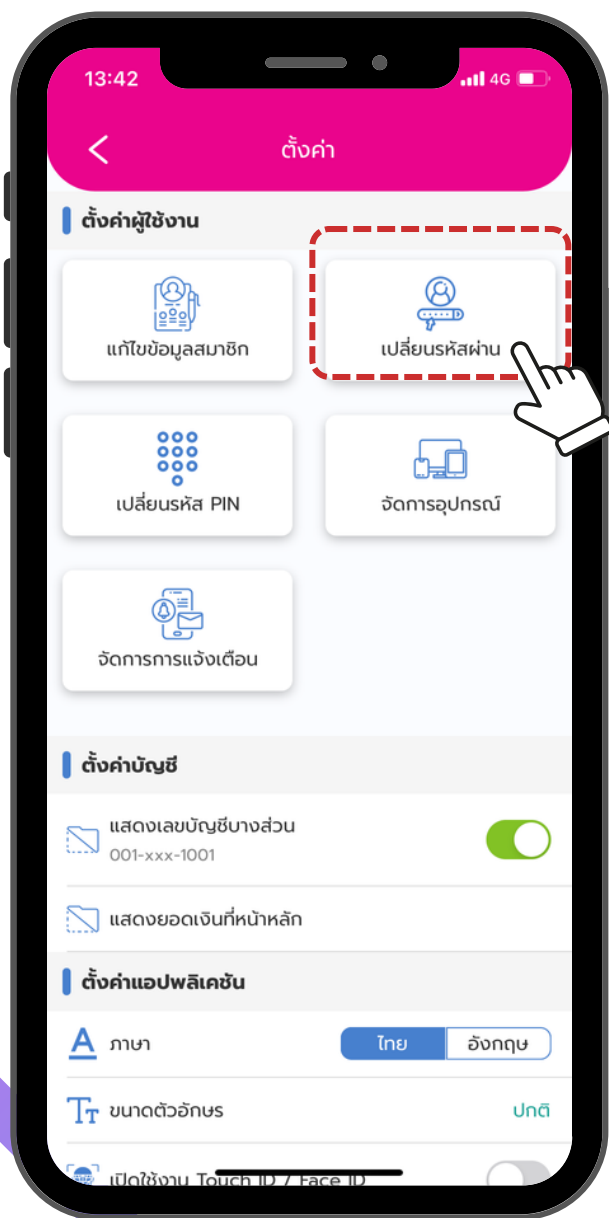 13:42
4G
ตั้งค่า
ตั้งค่าผู้ใช้งาน
แก้ไขข้อมูลสมาชิก
เปลี่ยนรหัสผ่าน
เปลี่ยนรหัส PIN
จัดการอุปกรณ์
จัดการการแจ้งเตือน
ตั้งค่าบัญชี
แสดงเลขบัญชีบางส่วน
001-xxx-1001
แสดงยอดเงินที่หน้าหลัก
ตั้งค่าแอปพลิเคชัน
ภาษา
ไทย
อังกฤษ
ขนาดตัวอักษร
ปกติ
เปิดใช้งาน Touch ID / Face ID